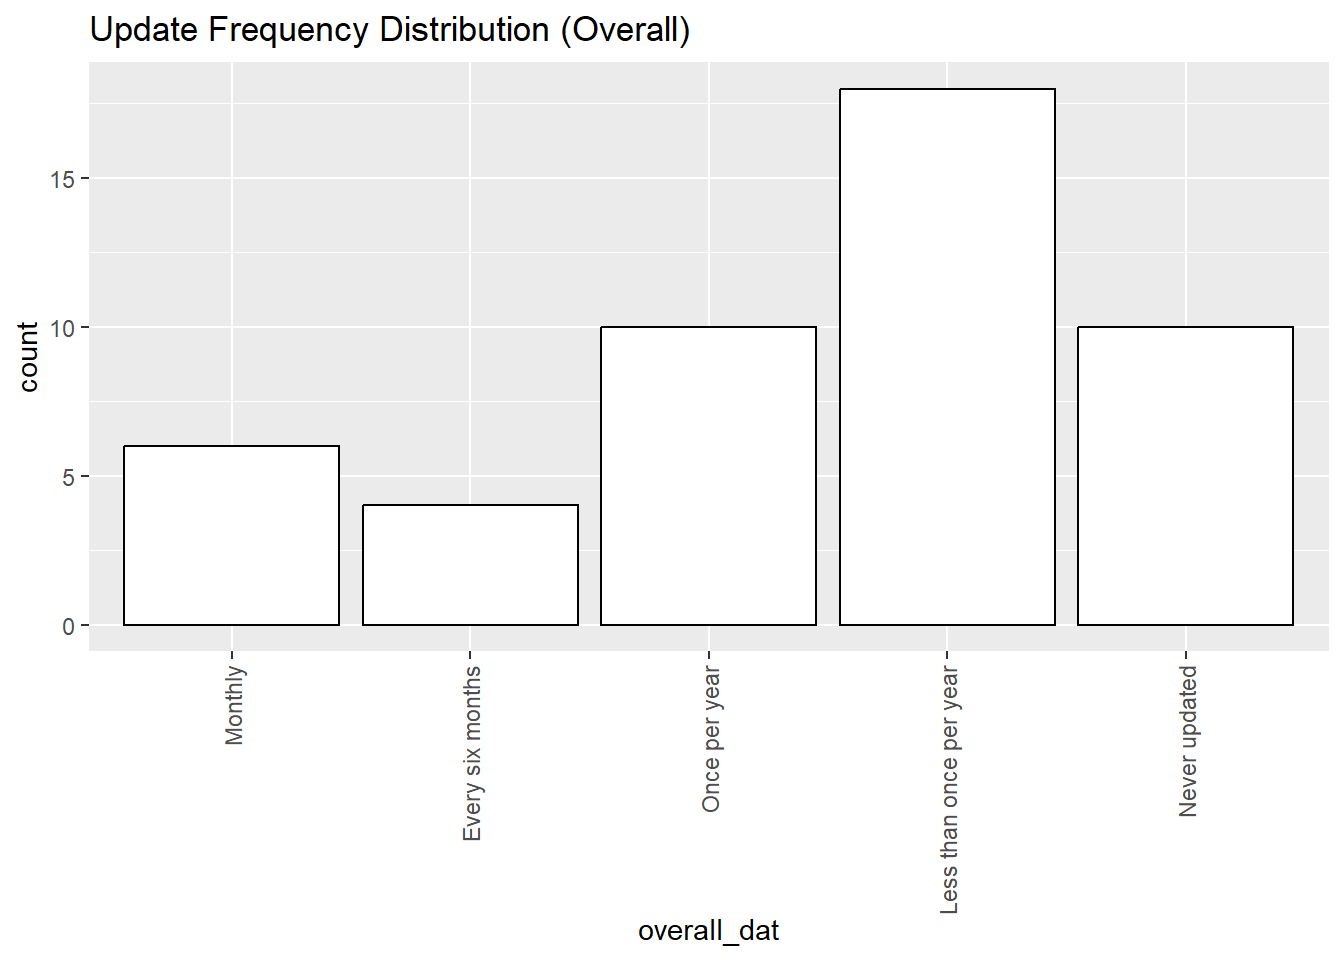 Update Frequency Distribution (Overall)
count
15
10
5
0
Monthly
Every six months
Once per year
Less than once per year
Never updated
overall_dat